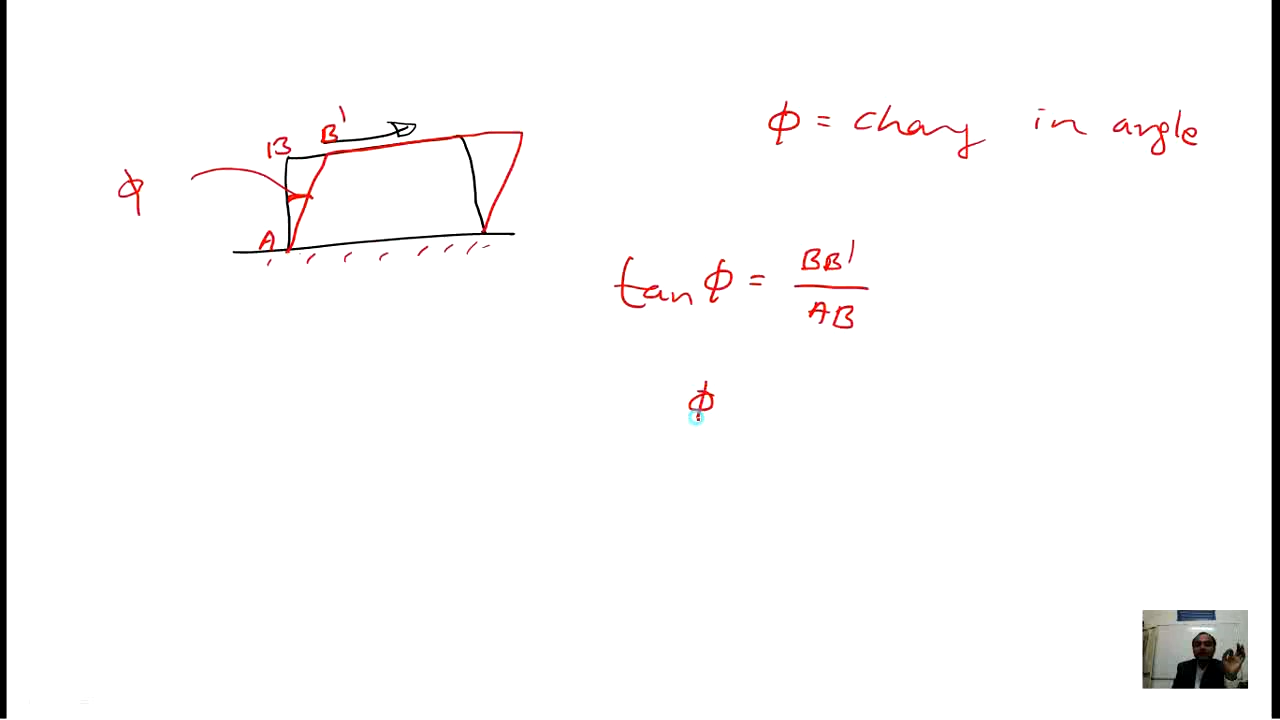 B B'
ϕ
A
ϕ = chang in angle
tan ϕ = BB' / AB
ϕ